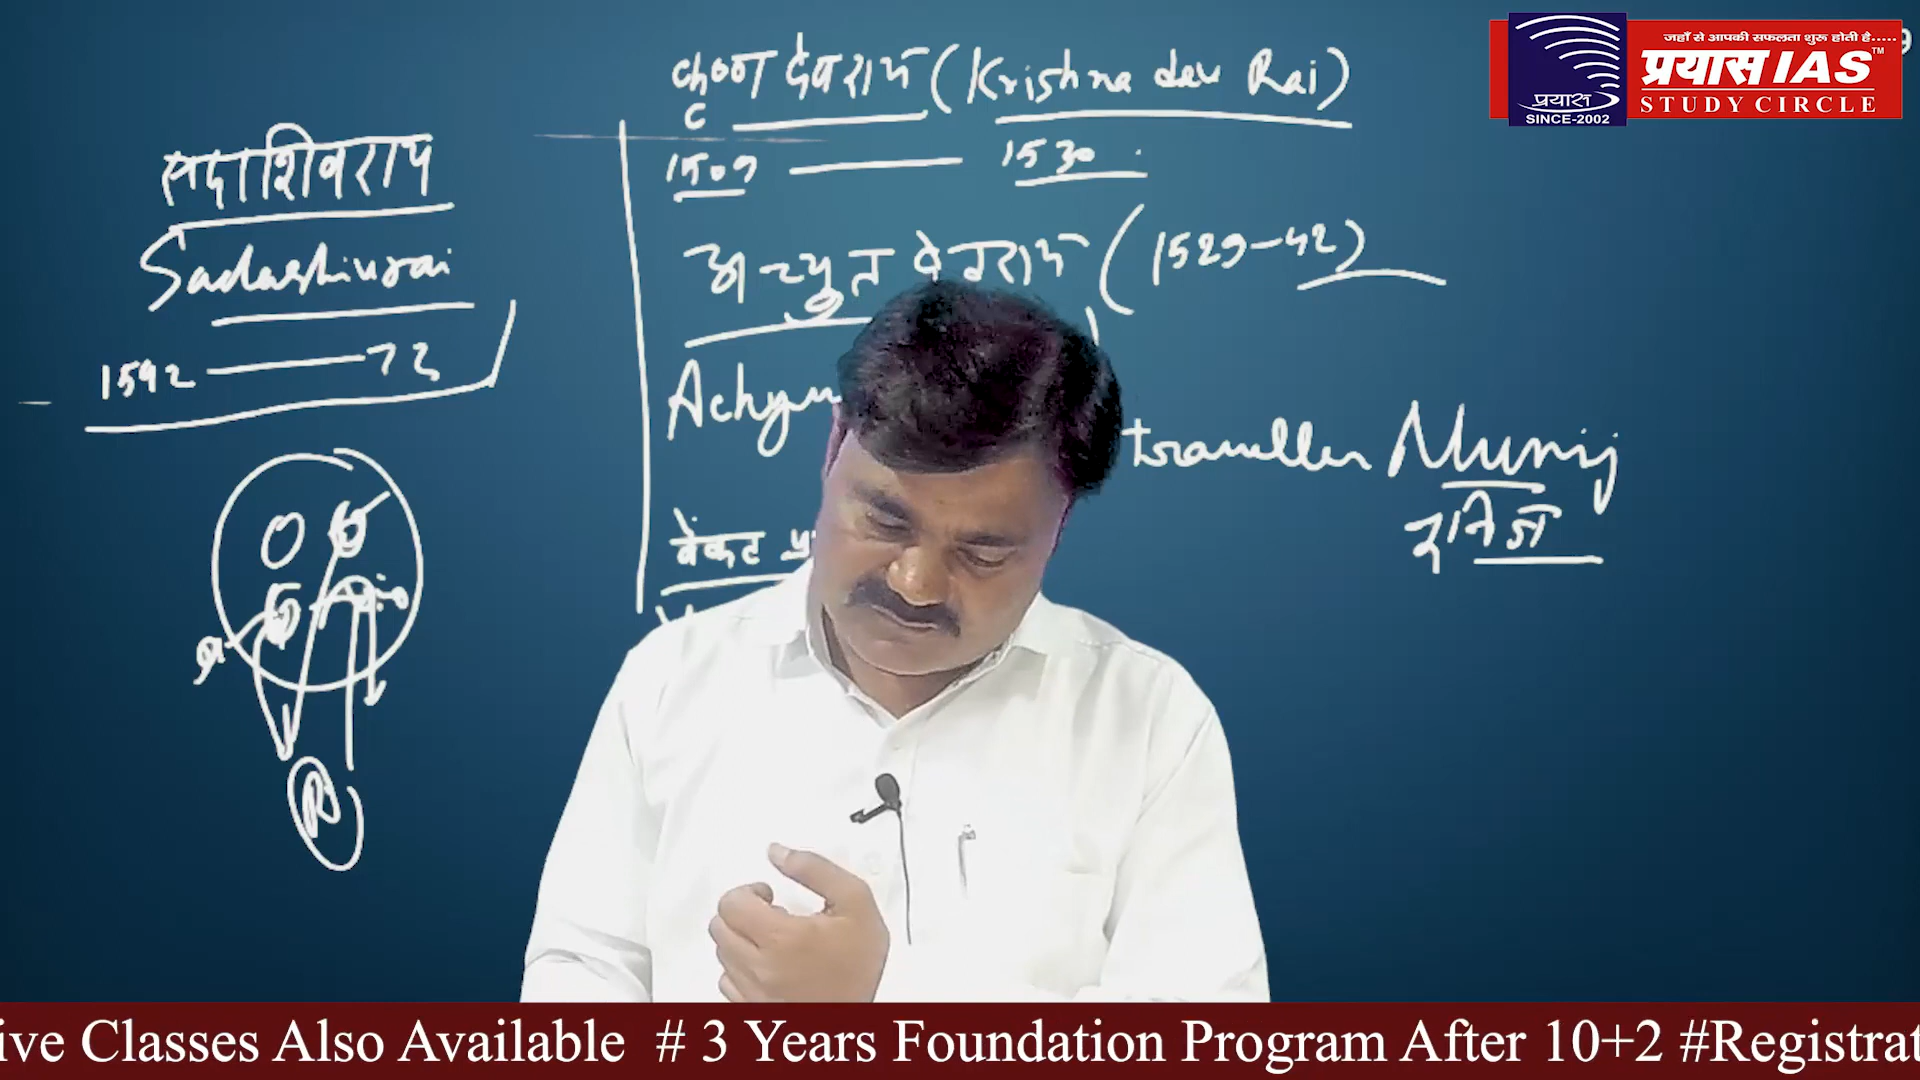 जहाँ से आपकी सफलता शुरू होती है.....
प्रयास IAS™
STUDY CIRCLE
प्रयास
SINCE-2002
देवराय (Krishna dev Rai)
1509 — 1530
अच्युत देवराय (1529-42)
Achyu
traveller Nunij
नूनिज
वेंकट
सदाशिवराय
Sadashivrai
1542 — 72
R
ive Classes Also Available # 3 Years Foundation Program After 10+2 #Registrat